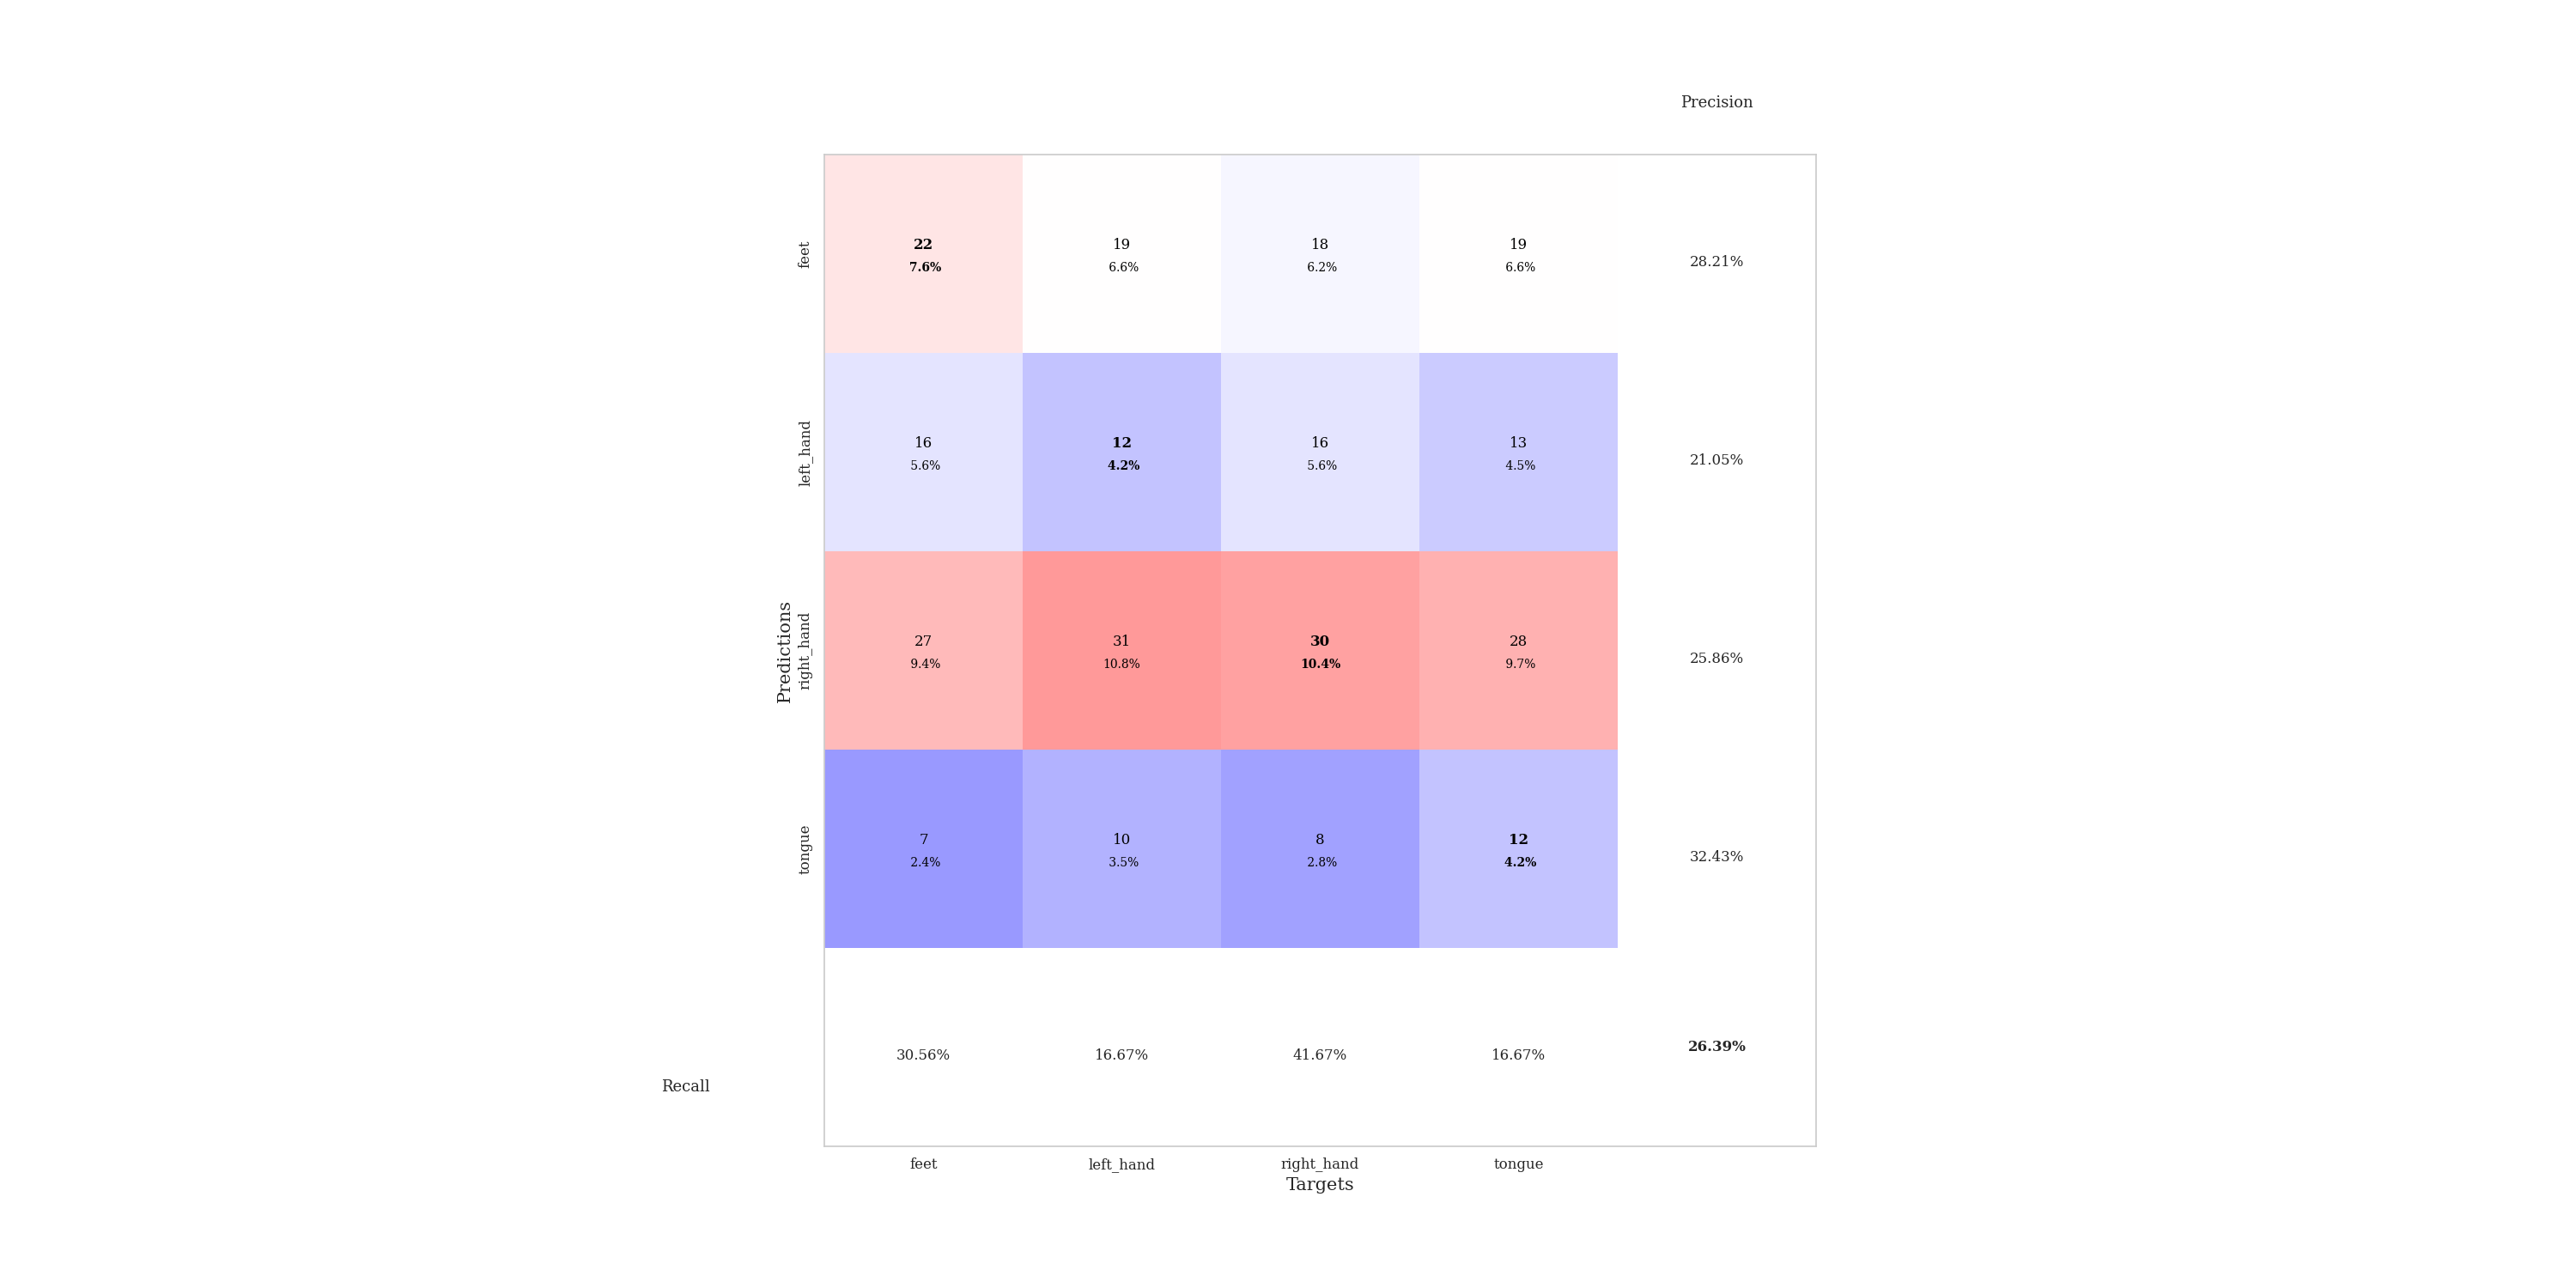 Precision
feet
22 19 18 19
7.6% 6.6% 6.2% 6.6%
28.21%
left_hand
16 12 16 13
5.6% 4.2% 5.6% 4.5%
21.05%
Predictions
right_hand
27 31 30 28
9.4% 10.8% 10.4% 9.7%
25.86%
tongue
7 10 8 12
2.4% 3.5% 2.8% 4.2%
32.43%
30.56% 16.67% 41.67% 16.67% 26.39%
Recall
feet left_hand right_hand tongue
Targets